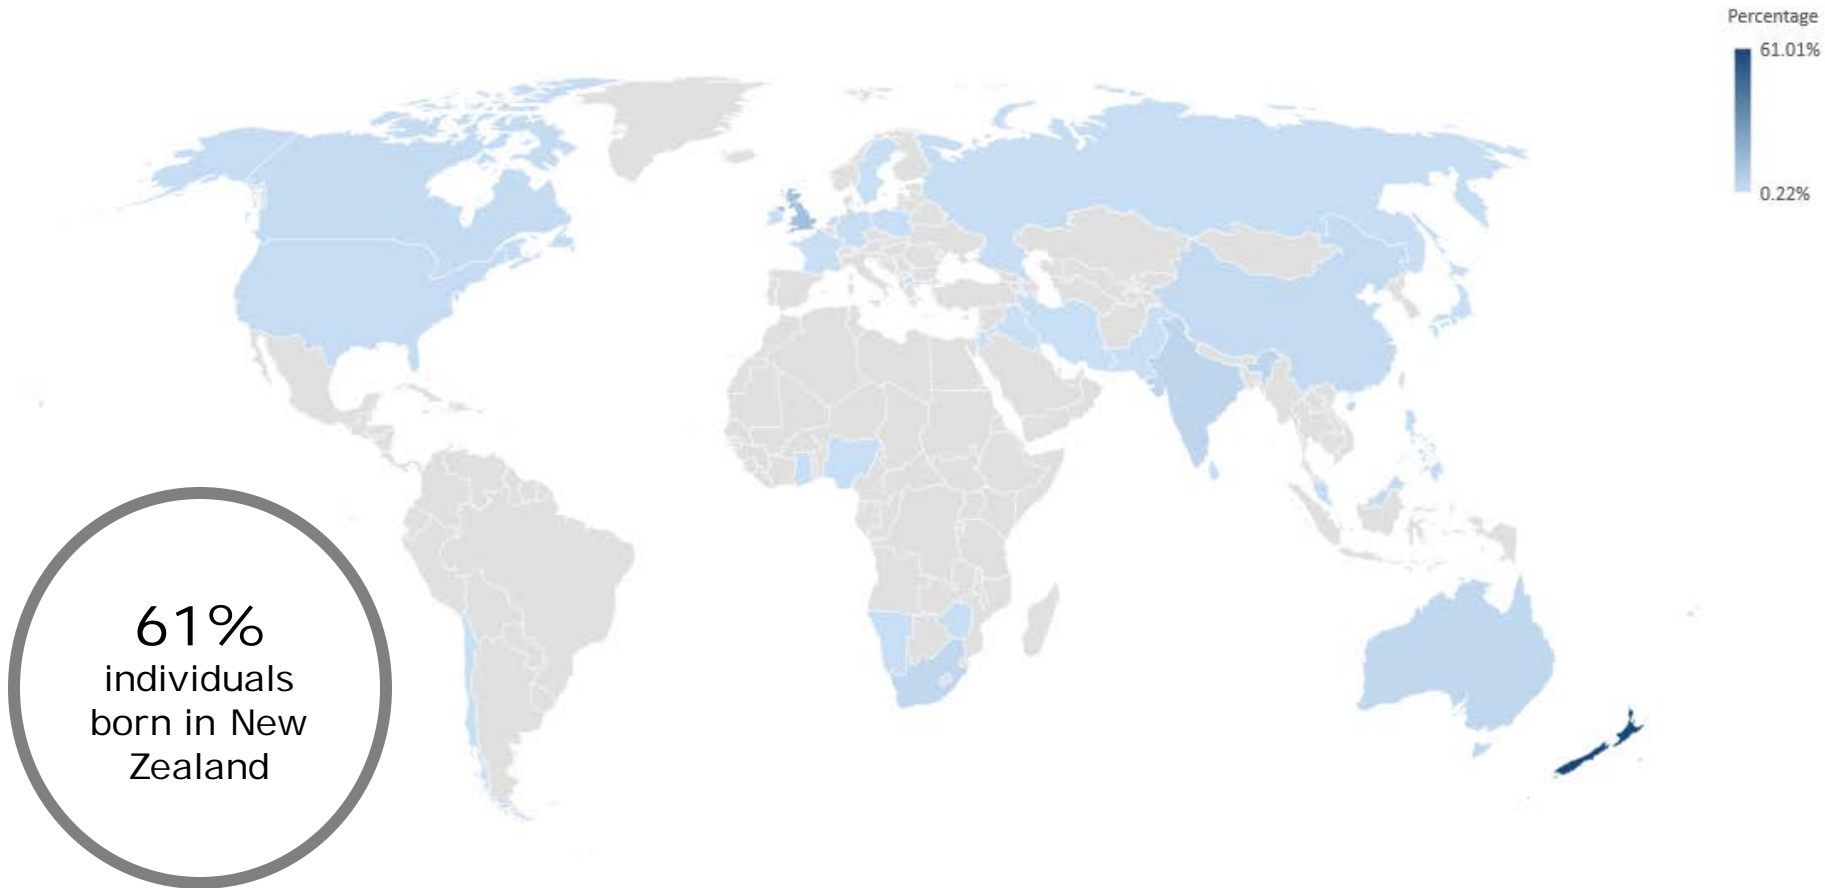 Percentage
61.01%
0.22%
61%
individuals
born in New
Zealand